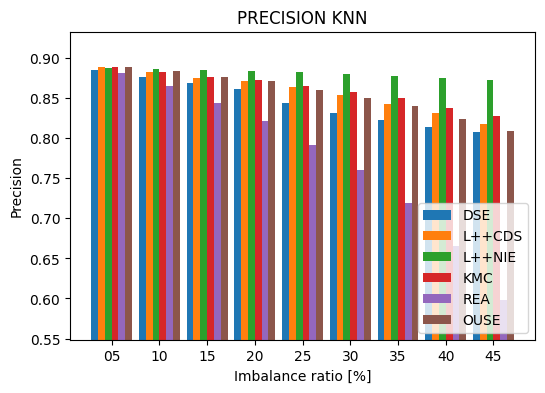 PRECISION KNN
Precision
0.90
0.85
0.80
0.75
0.70
0.65
0.60
0.55
DSE
L++CDS
L++NIE
KMC
REA
OUSE
05 10 15 20 25 30 35 40 45
Imbalance ratio [%]